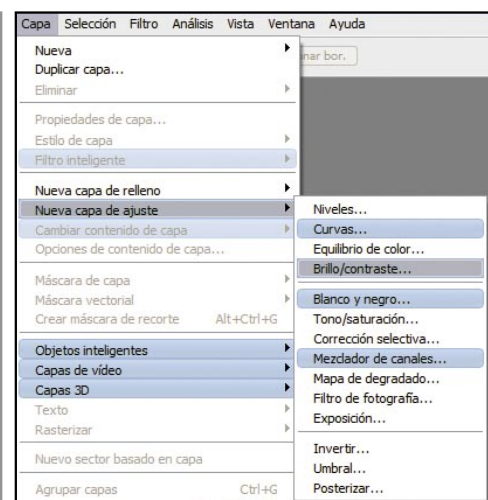 Capa Selección Filtro Análisis Vista Ventana Ayuda
nar bor.
Nueva
Duplicar capa...
Eliminar
Propiedades de capa...
Estilo de capa
Filtro inteligente
Nueva capa de relleno
Nueva capa de ajuste
Cambiar contenido de capa
Opciones de contenido de capa...
Máscara de capa
Máscara vectorial
Crear máscara de recorte Alt+Ctrl+G
Objetos inteligentes
Capas de vídeo
Capas 3D
Texto
Rasterizar
Nuevo sector basado en capa
Agrupar capas Ctrl+G
Niveles...
Curvas...
Equilibrio de color...
Brillo/contraste...
Blanco y negro...
Tono/saturación...
Corrección selectiva...
Mezclador de canales...
Mapa de degradado...
Filtro de fotografía...
Exposición...
Invertir...
Umbral...
Posterizar...